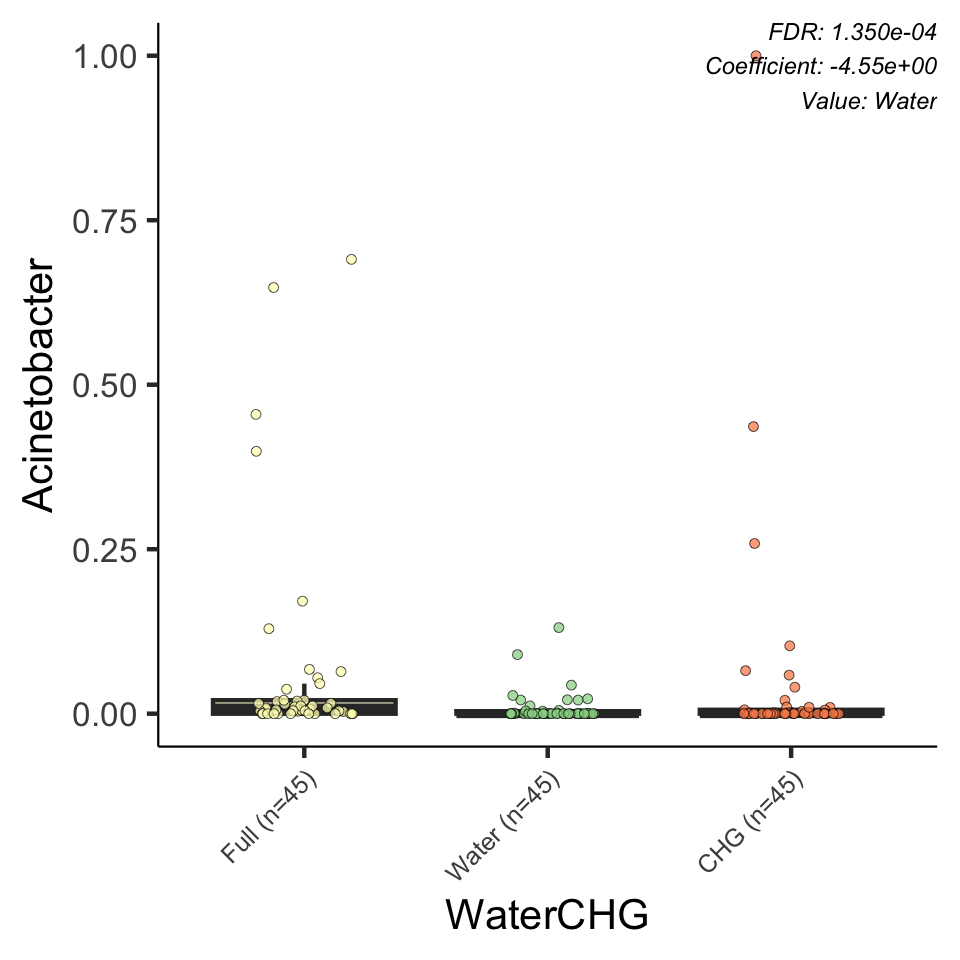 FDR: 1.350e-04
Coefficient: -4.55e+00
Value: Water
1.00
0.75
0.50
0.25
0.00
Acinetobacter
Full (n=45)
Water (n=45)
CHG (n=45)
WaterCHG